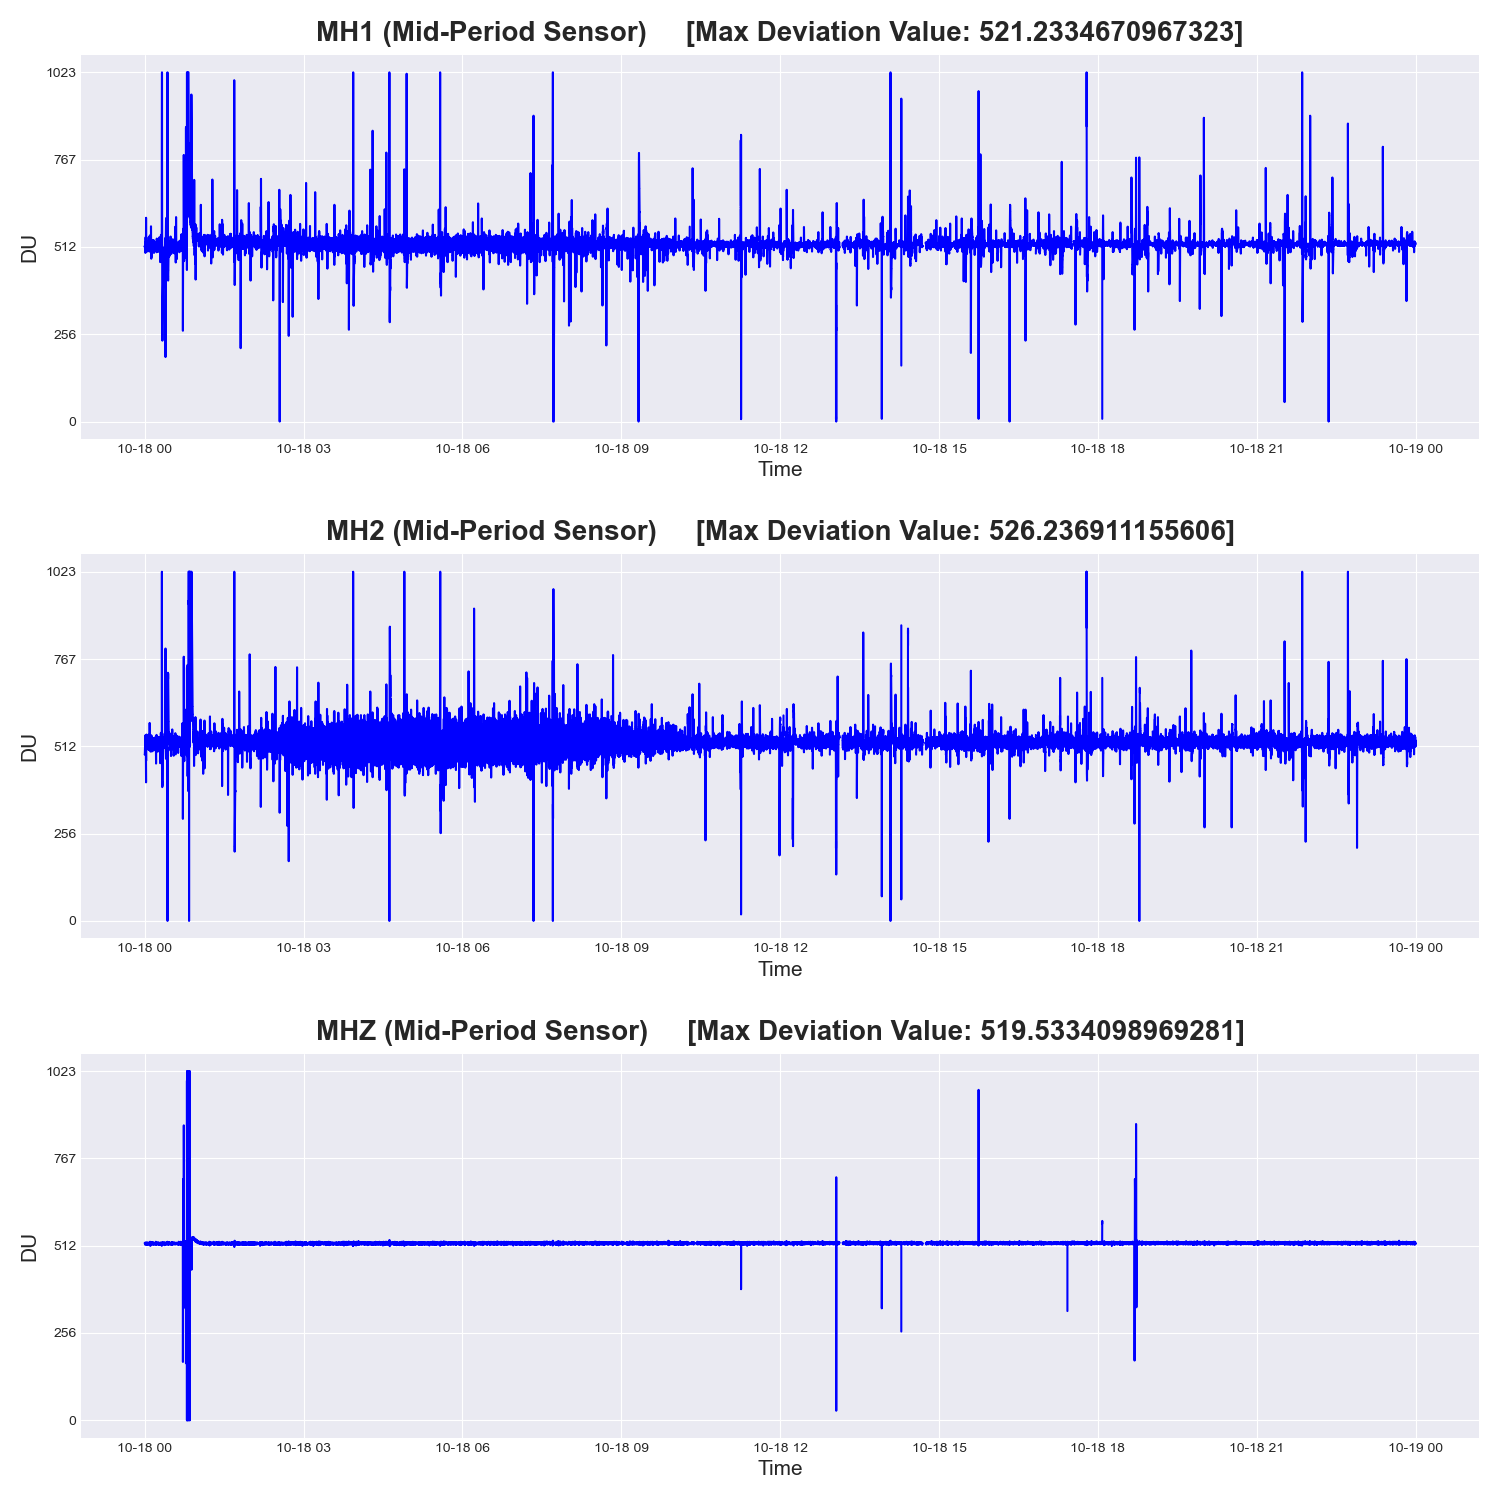 MH1 (Mid-Period Sensor) [Max Deviation Value: 521.2334670967323]
1023
767
512
256
0
DU
10-18 00 10-18 03 10-18 06 10-18 09 10-18 12 10-18 15 10-18 18 10-18 21 10-19 00
Time
MH2 (Mid-Period Sensor) [Max Deviation Value: 526.236911155606]
1023
767
512
256
0
DU
10-18 00 10-18 03 10-18 06 10-18 09 10-18 12 10-18 15 10-18 18 10-18 21 10-19 00
Time
MHZ (Mid-Period Sensor) [Max Deviation Value: 519.5334098969281]
1023
767
512
256
0
DU
10-18 00 10-18 03 10-18 06 10-18 09 10-18 12 10-18 15 10-18 18 10-18 21 10-19 00
Time